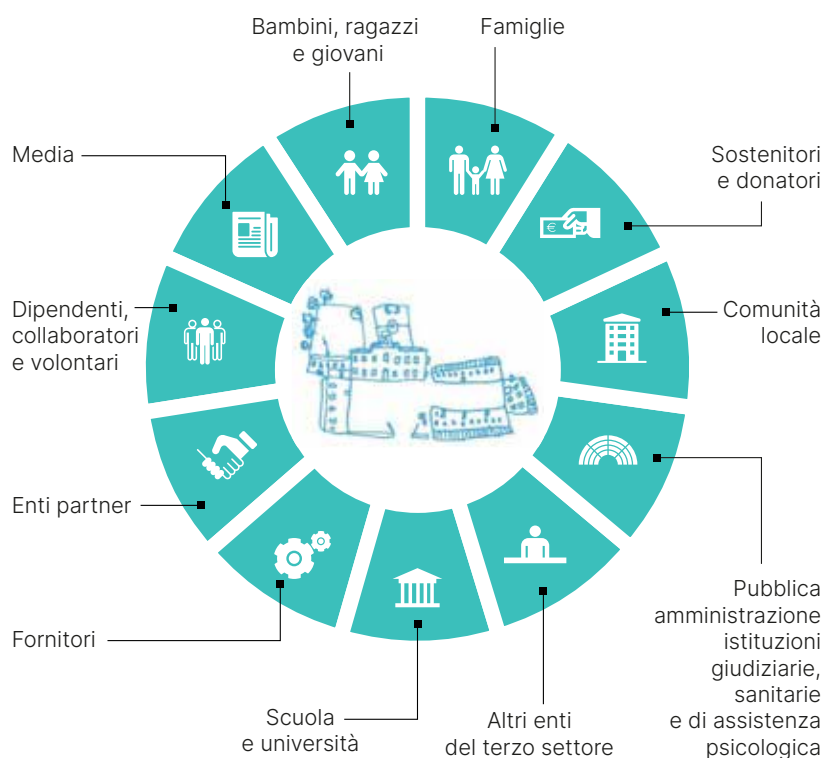 Bambini, ragazzi
e giovani
Famiglie
Sostenitori
e donatori
Comunità
locale
Pubblica
amministrazione
istituzioni
giudiziarie,
sanitarie
e di assistenza
psicologica
Altri enti
del terzo settore
Scuola
e università
Fornitori
Enti partner
Dipendenti,
collaboratori
e volontari
Media
€